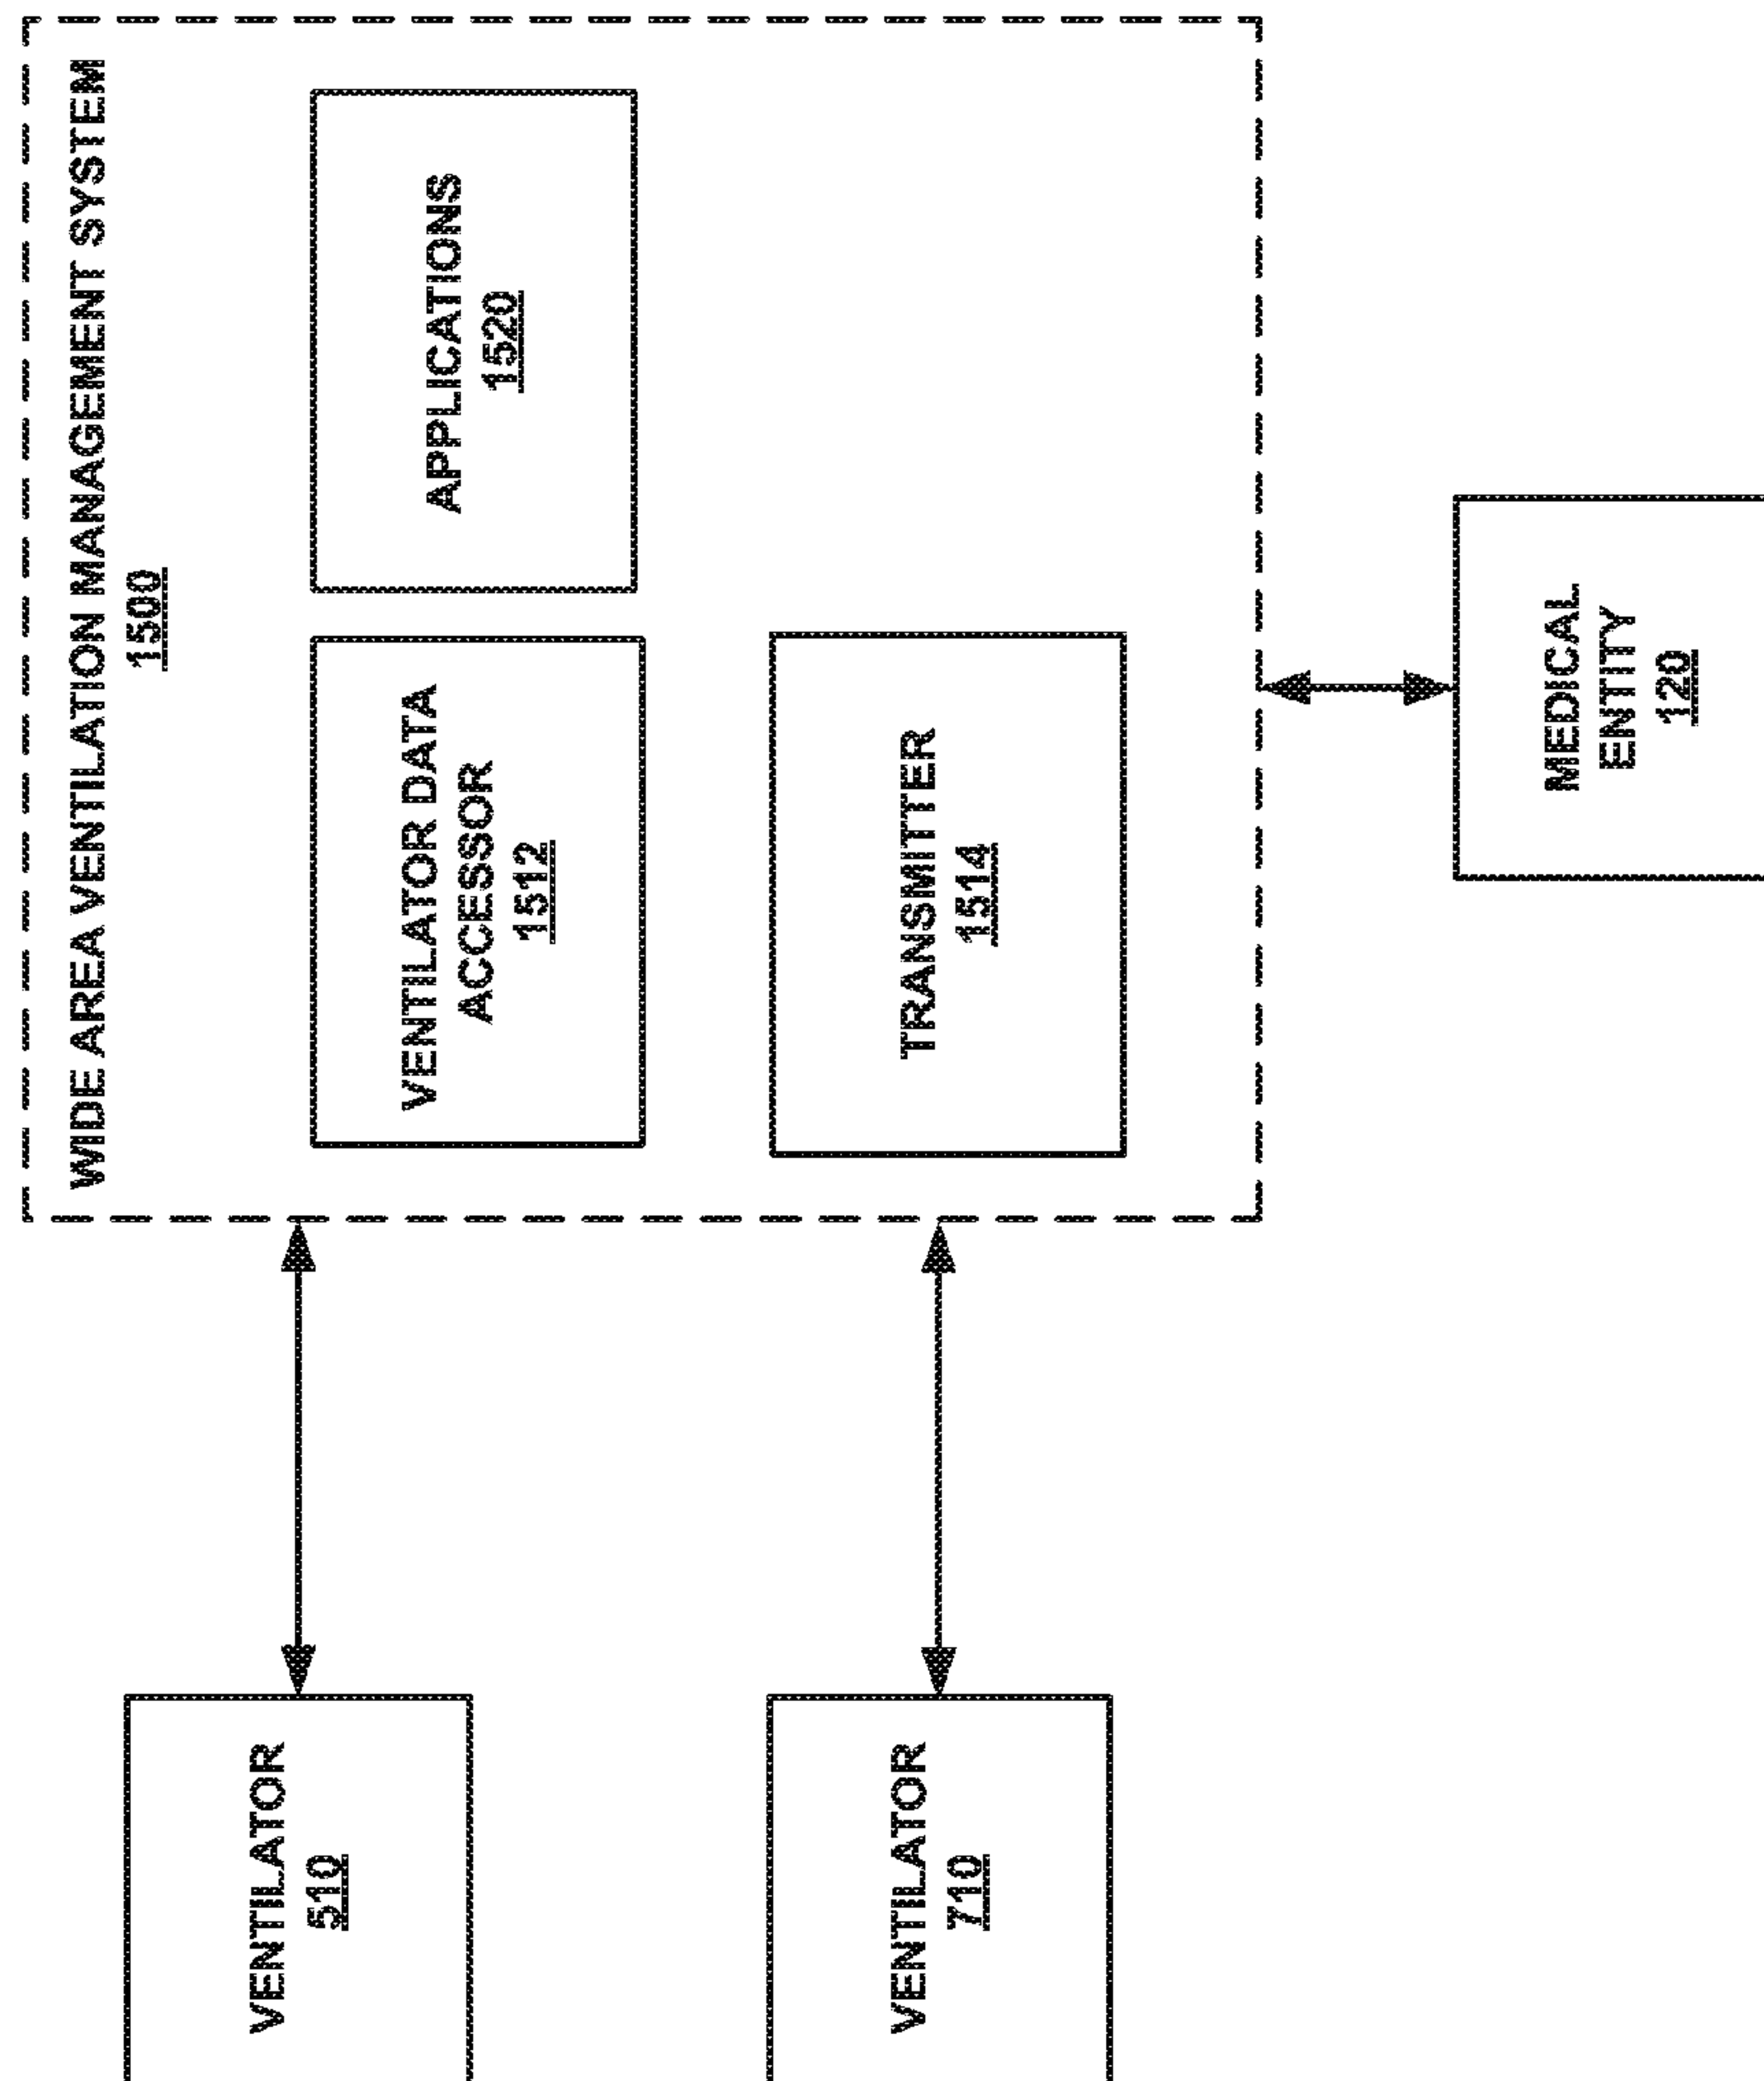 WIDE AREA VENTILATION MANAGEMENT SYSTEM
1500
VENTILATOR
510
VENTILATOR DATA
ACCESSOR
1512
APPLICATIONS
1520
VENTILATOR
710
TRANSMITTER
1514
MEDICAL
ENTITY
120